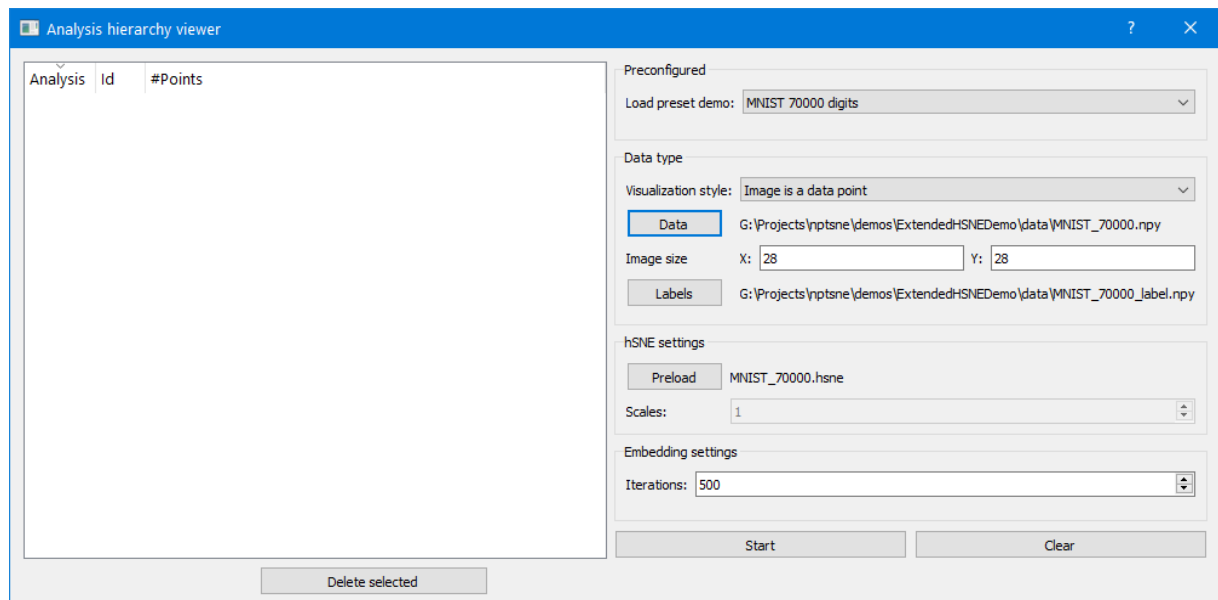 Analysis hierarchy viewer
Analysis Id #Points
Delete selected
Preconfigured
Load preset demo: MNIST 70000 digits
Data type
Visualization style: Image is a data point
Data G:\Projects\nptsne\demos\ExtendedHSNEDemo\data\MNIST_70000.npy
Image size X: 28 Y: 28
Labels G:\Projects\nptsne\demos\ExtendedHSNEDemo\data\MNIST_70000_label.npy
hSNE settings
Preload MNIST_70000.hsne
Scales: 1
Embedding settings
Iterations: 500
Start Clear